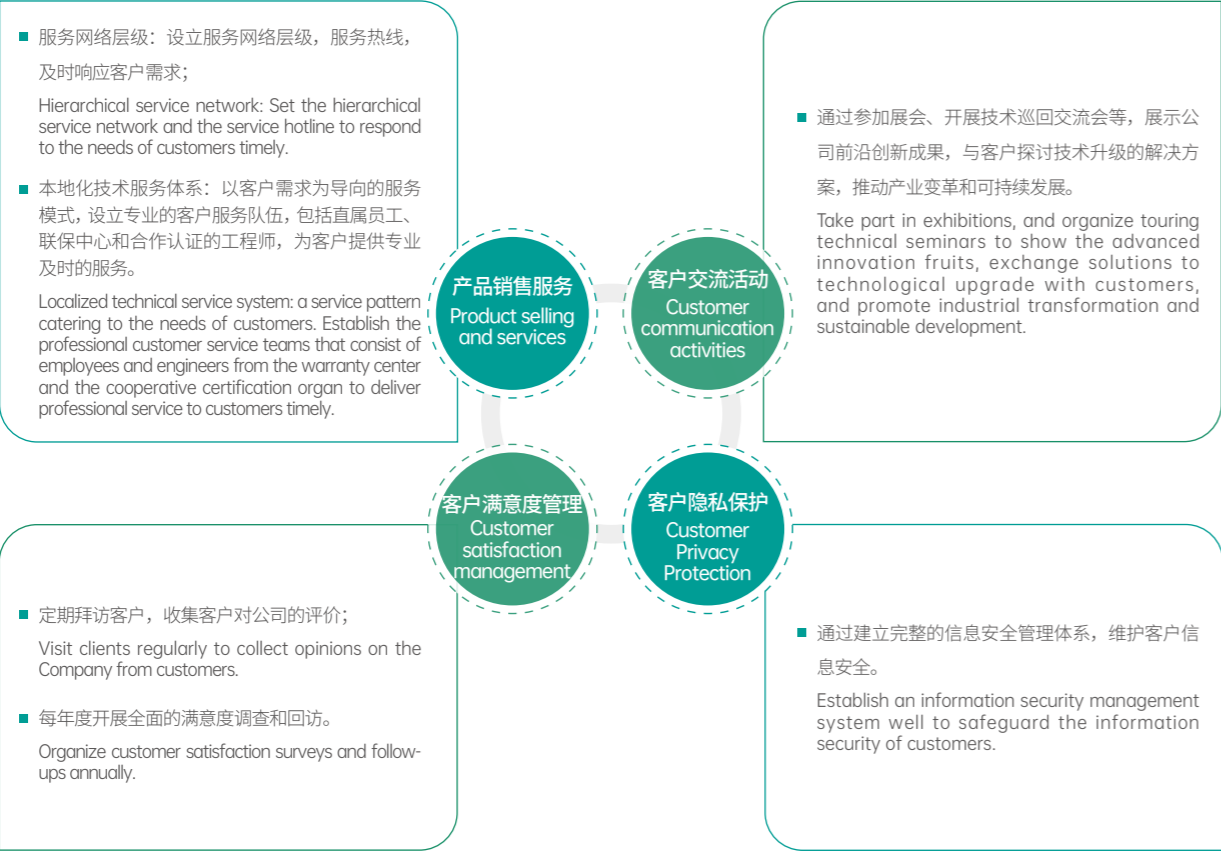 服务网络层级：设立服务网络层级，服务热线，
及时响应客户需求；
Hierarchical service network: Set the hierarchical
service network and the service hotline to respond
to the needs of customers timely.
本地化技术服务体系：以客户需求为导向的服务
模式，设立专业的客户服务队伍，包括直属员工、
联保中心和合作认证的工程师，为客户提供专业
及时的服务。
Localized technical service system: a service pattern
catering to the needs of customers. Establish the
professional customer service teams that consist of
employees and engineers from the warranty center
and the cooperative certification organ to deliver
professional service to customers timely.
产品销售服务
Product selling
and services
客户交流活动
Customer
communication
activities
通过参加展会、开展技术巡回交流会等，展示公
司前沿创新成果，与客户探讨技术升级的解决方
案，推动产业变革和可持续发展。
Take part in exhibitions, and organize touring
technical seminars to show the advanced
innovation fruits, exchange solutions to
technological upgrade with customers,
and promote industrial transformation and
sustainable development.
客户满意度管理
Customer
satisfaction
management
客户隐私保护
Customer
Privacy
Protection
定期拜访客户，收集客户对公司的评价；
Visit clients regularly to collect opinions on the
Company from customers.
每年度开展全面的满意度调查和回访。
Organize customer satisfaction surveys and follow-
ups annually.
通过建立完整的信息安全管理体系，维护客户信
息安全。
Establish an information security management
system well to safeguard the information
security of customers.